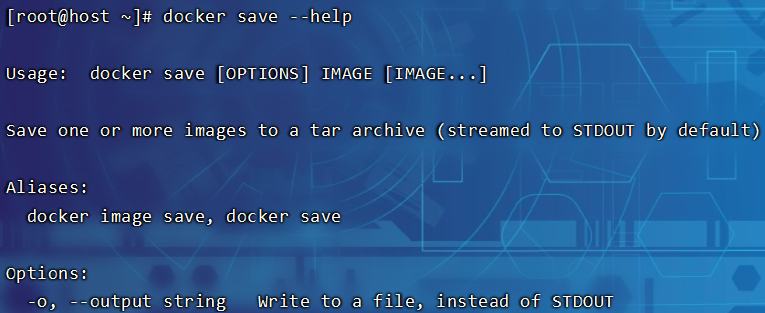 [root@host ~]# docker save --help
Usage:  docker save [OPTIONS] IMAGE [IMAGE...]
Save one or more images to a tar archive (streamed to STDOUT by default)
Aliases:
  docker image save, docker save
Options:
  -o, --output string   Write to a file, instead of STDOUT